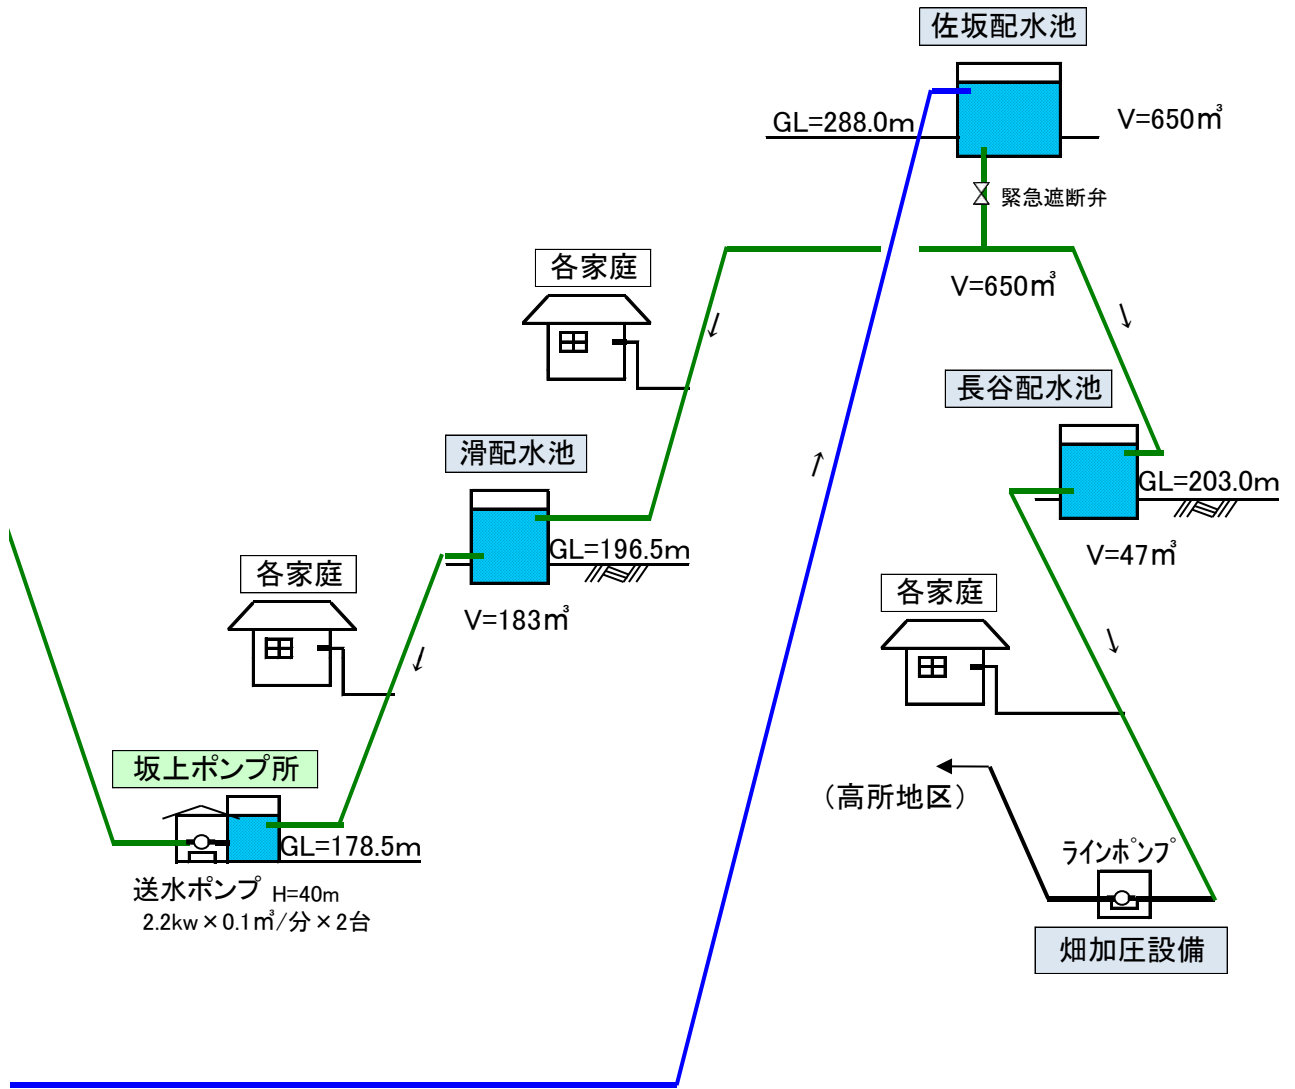 佐坂配水池
GL=288.0m
V=650㎥
緊急遮断弁
各家庭
V=650㎥
長谷配水池
滑配水池
GL=203.0m
GL=196.5m
V=47㎥
各家庭
各家庭
V=183㎥
坂上ポンプ所
(高所地区)
GL=178.5m
ラインポンプ
送水ポンプ H=40m
2.2kw×0.1㎥/分×2台
畑加圧設備